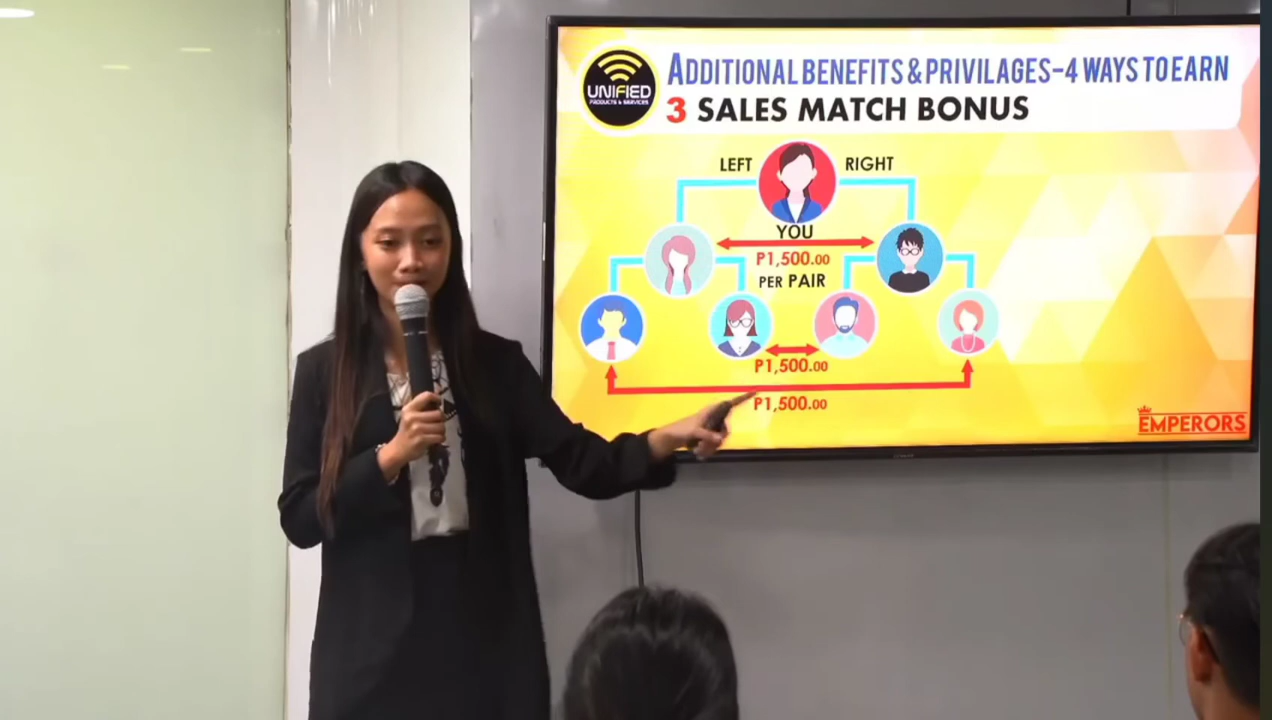 UNIFIED
PRODUCTS & SERVICES
ADDITIONAL BENEFITS & PRIVILAGES-4 WAYS TO EARN
3 SALES MATCH BONUS
LEFT
RIGHT
YOU
P1,500.00
PER PAIR
P1,500.00
P1,500.00
EMPERORS